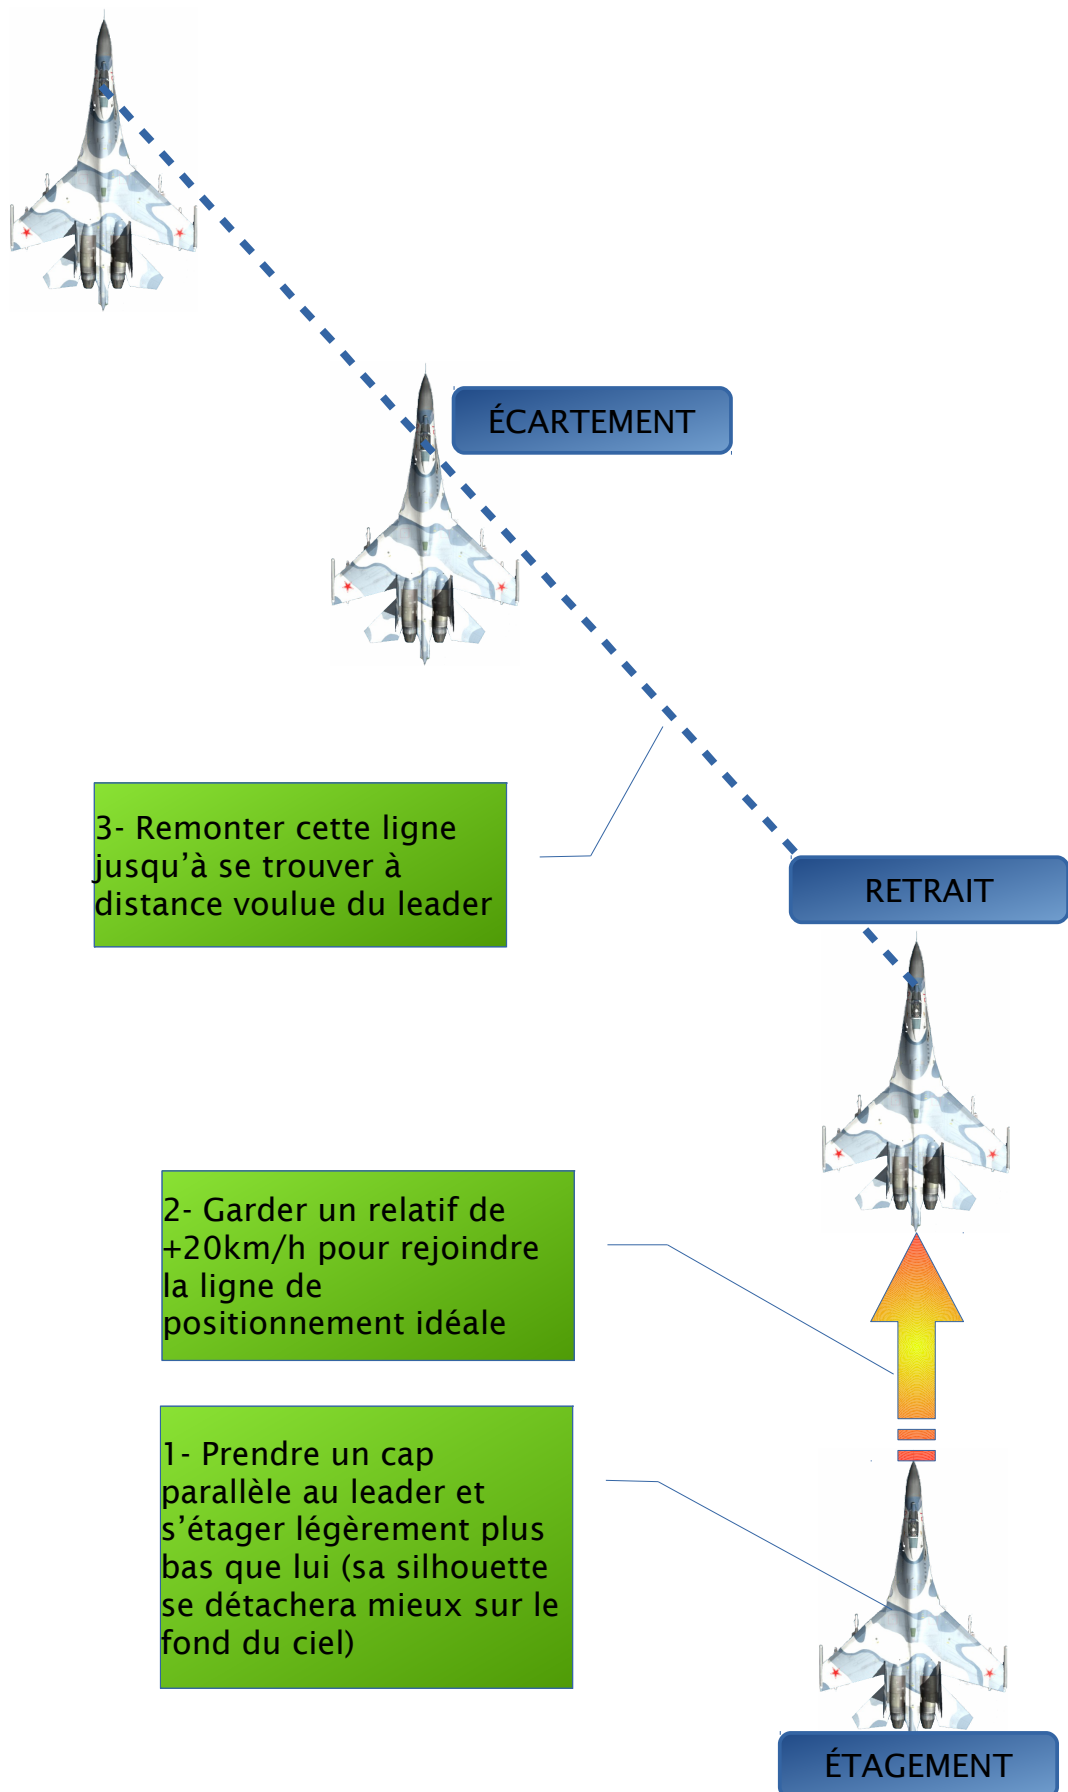 ÉCARTEMENT
3- Remonter cette ligne
jusqu’à se trouver à
distance voulue du leader
RETRAIT
2- Garder un relatif de
+20km/h pour rejoindre
la ligne de
positionnement idéale
1- Prendre un cap
parallèle au leader et
s’étager légèrement plus
bas que lui (sa silhouette
se détachera mieux sur le
fond du ciel)
ÉTAGEMENT